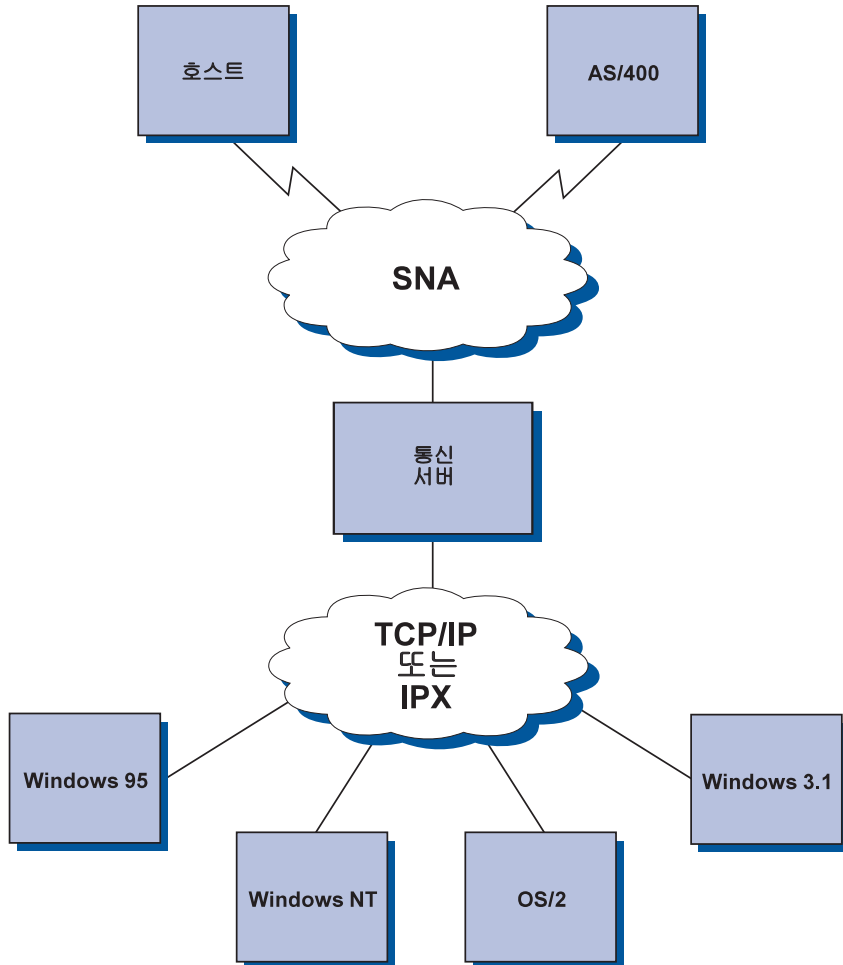 호스트
AS/400
SNA
통신
서버
TCP/IP
또는
IPX
Windows 95
Windows 3.1
Windows NT
OS/2